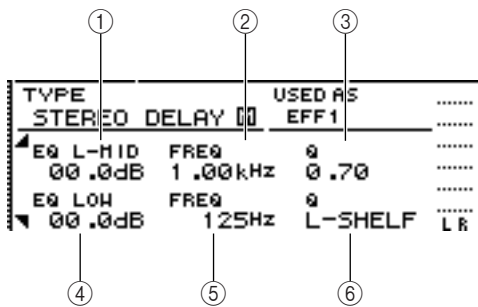 ① ② ③
TYPE USED AS
STEREO DELAY EFF1
EQ L-MID FREQ Q
00.0dB 1.00kHz 0.70
EQ LOW FREQ Q
00.0dB 125Hz L-SHELF L R
④ ⑤ ⑥